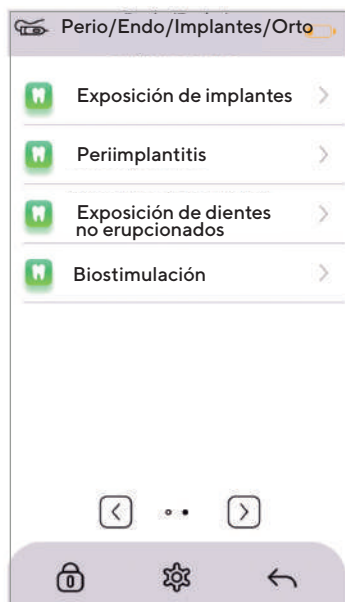 Perio/Endo/Implantes/Orto
Exposición de implantes
Periimplantitis
Exposición de dientes
no erupcionados
Biostimulación